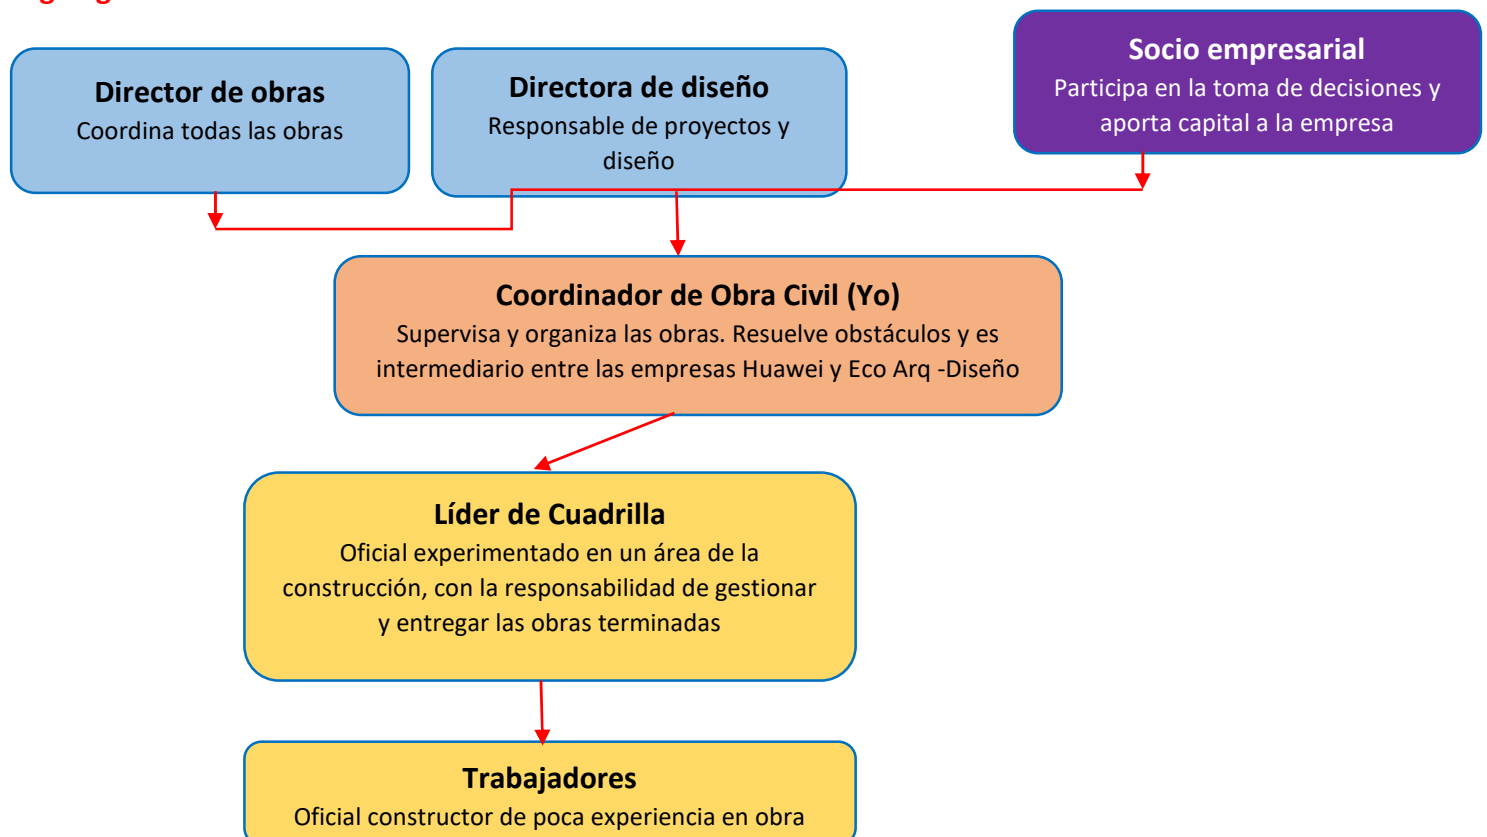 Director de obras
Coordina todas las obras
Directora de diseño
Responsable de proyectos y
diseño
Socio empresarial
Participa en la toma de decisiones y
aporta capital a la empresa
Coordinador de Obra Civil (Yo)
Supervisa y organiza las obras. Resuelve obstáculos y es
intermediario entre las empresas Huawei y Eco Arq -Diseño
Líder de Cuadrilla
Oficial experimentado en un área de la
construcción, con la responsabilidad de gestionar
y entregar las obras terminadas
Trabajadores
Oficial constructor de poca experiencia en obra